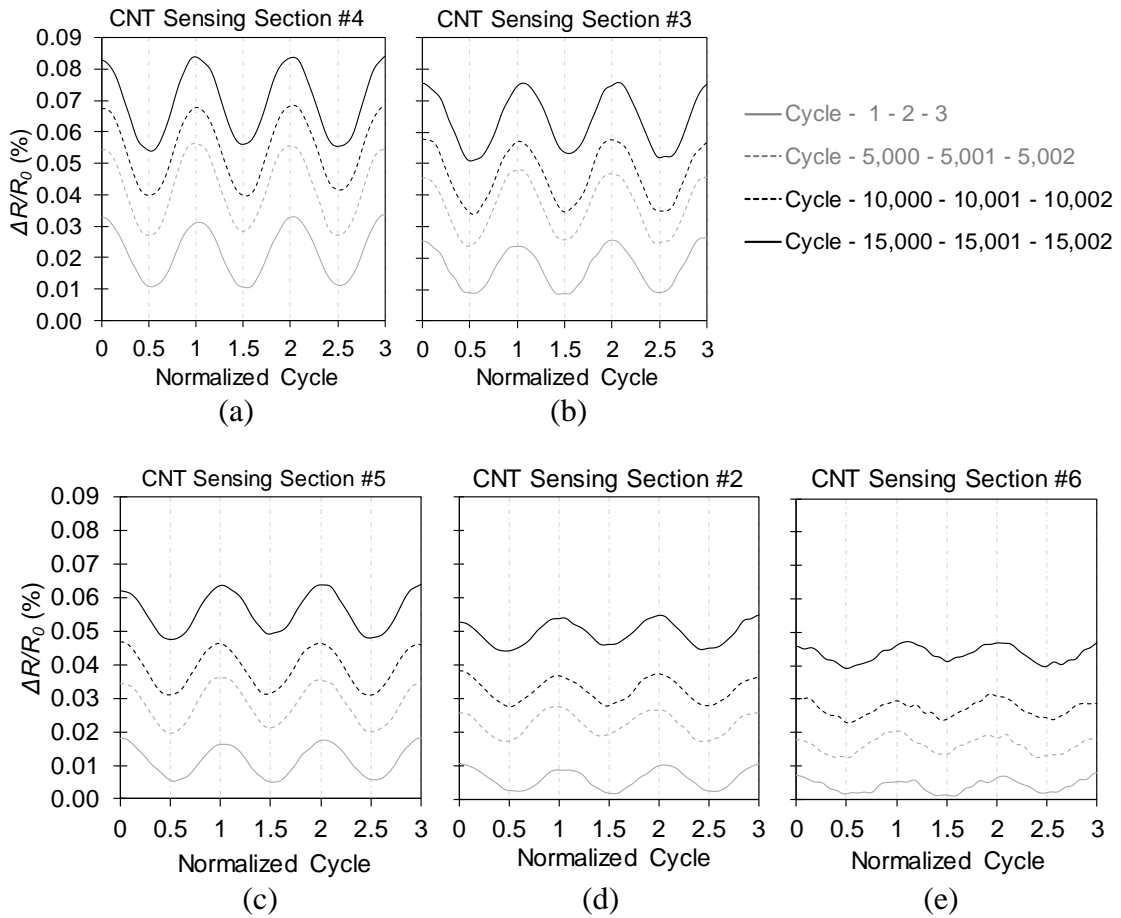 CNT Sensing Section #4
CNT Sensing Section #3
ΔR/R0 (%)
0.09
0.08
0.07
0.06
0.05
0.04
0.03
0.02
0.01
0.00
0 0.5 1 1.5 2 2.5 3
Normalized Cycle
(a)
0 0.5 1 1.5 2 2.5 3
Normalized Cycle
(b)
Cycle - 1 - 2 - 3
Cycle - 5,000 - 5,001 - 5,002
Cycle - 10,000 - 10,001 - 10,002
Cycle - 15,000 - 15,001 - 15,002
CNT Sensing Section #5
CNT Sensing Section #2
CNT Sensing Section #6
ΔR/R0 (%)
0.09
0.08
0.07
0.06
0.05
0.04
0.03
0.02
0.01
0.00
0 0.5 1 1.5 2 2.5 3
Normalized Cycle
(c)
0 0.5 1 1.5 2 2.5 3
Normalized Cycle
(d)
0 0.5 1 1.5 2 2.5 3
Normalized Cycle
(e)